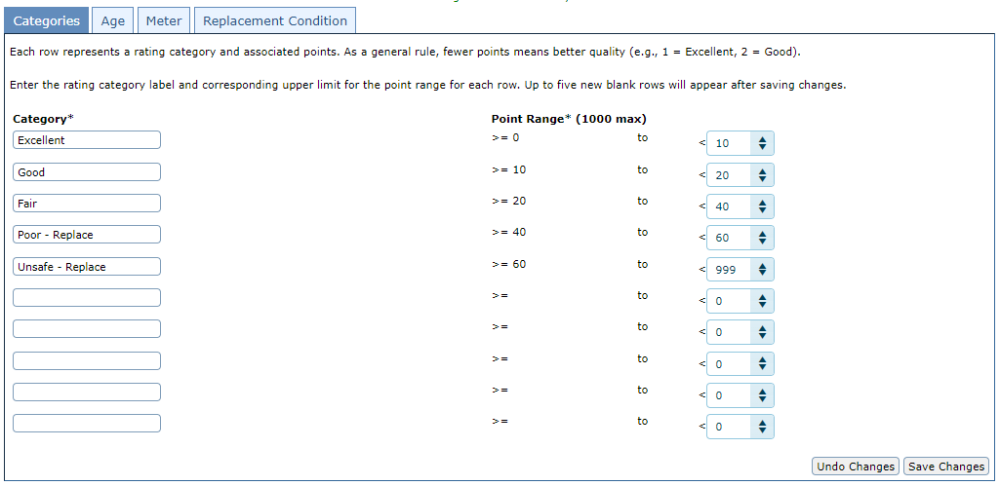 Categories Age Meter Replacement Condition
Each row represents a rating category and associated points. As a general rule, fewer points means better quality (e.g., 1 = Excellent, 2 = Good).
Enter the rating category label and corresponding upper limit for the point range for each row. Up to five new blank rows will appear after saving changes.
Category* Point Range* (1000 max)
Excellent >= 0 to < 10
Good >= 10 to < 20
Fair >= 20 to < 40
Poor - Replace >= 40 to < 60
Unsafe - Replace >= 60 to < 999
>= to < 0
>= to < 0
>= to < 0
>= to < 0
>= to < 0
Undo Changes Save Changes